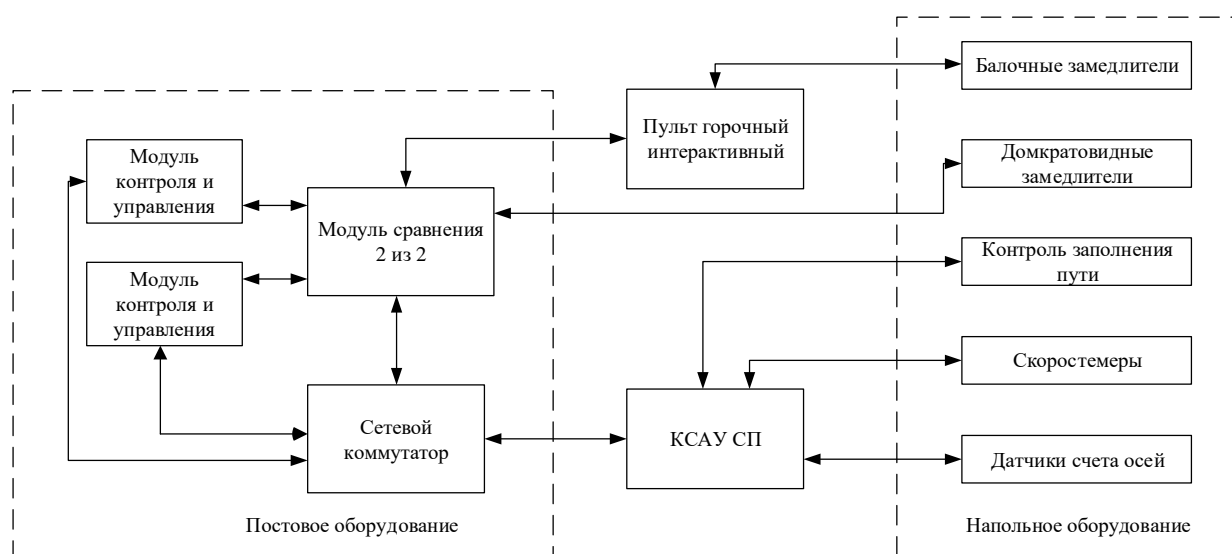 Балочные замедлители
Пульт горочный
интерактивный
Модуль
контроля и
управления
Домкратовидные
замедлители
Модуль сравнения
2 из 2
Контроль заполнения
пути
Модуль
контроля и
управления
Скоростемеры
Сетевой
коммутатор
КСАУ СП
Датчики счета осей
Постовое оборудование
Напольное оборудование